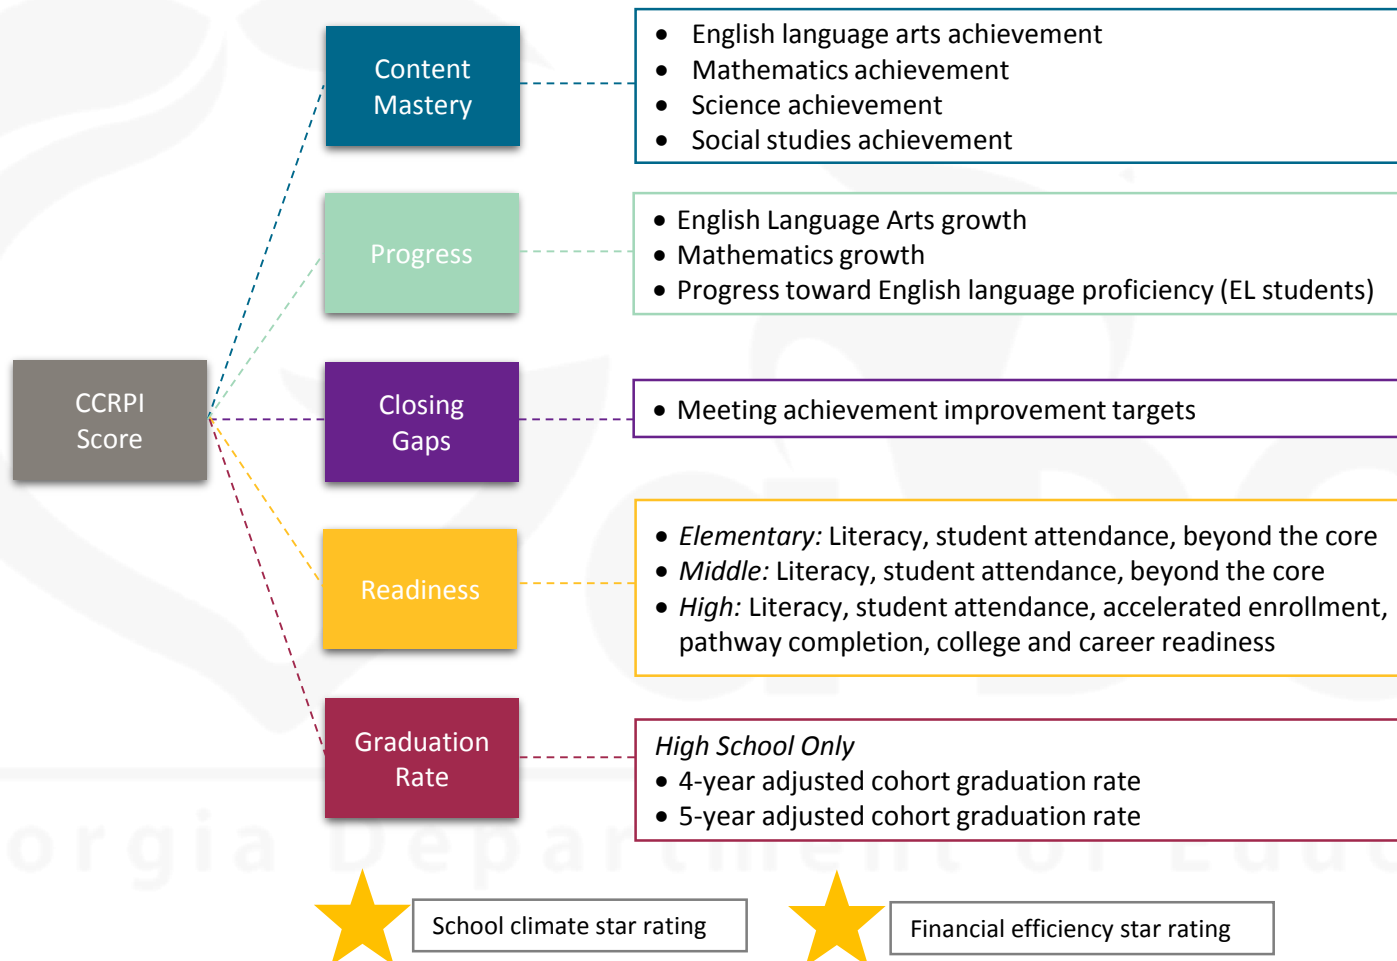 Content
Mastery
• English language arts achievement
• Mathematics achievement
• Science achievement
• Social studies achievement
Progress
• English Language Arts growth
• Mathematics growth
• Progress toward English language proficiency (EL students)
CCRPI
Score
Closing
Gaps
• Meeting achievement improvement targets
Readiness
• Elementary: Literacy, student attendance, beyond the core
• Middle: Literacy, student attendance, beyond the core
• High: Literacy, student attendance, accelerated enrollment,
pathway completion, college and career readiness
Graduation
Rate
High School Only
• 4-year adjusted cohort graduation rate
• 5-year adjusted cohort graduation rate
orgia Department of Educ
School climate star rating
Financial efficiency star rating